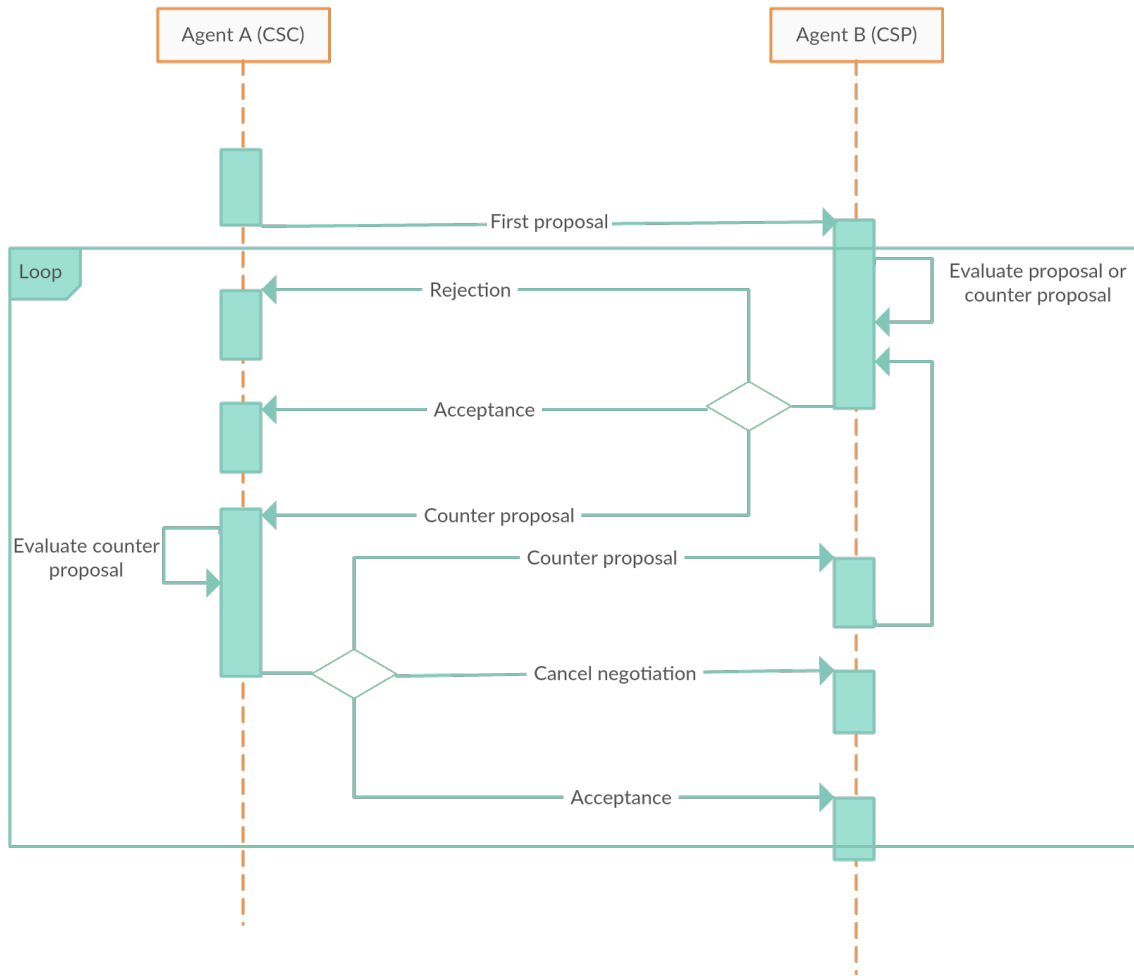 Agent A (CSC)
Agent B (CSP)
First proposal
Loop
Evaluate proposal or
counter proposal
Rejection
Acceptance
Counter proposal
Evaluate counter
proposal
Counter proposal
Cancel negotiation
Acceptance